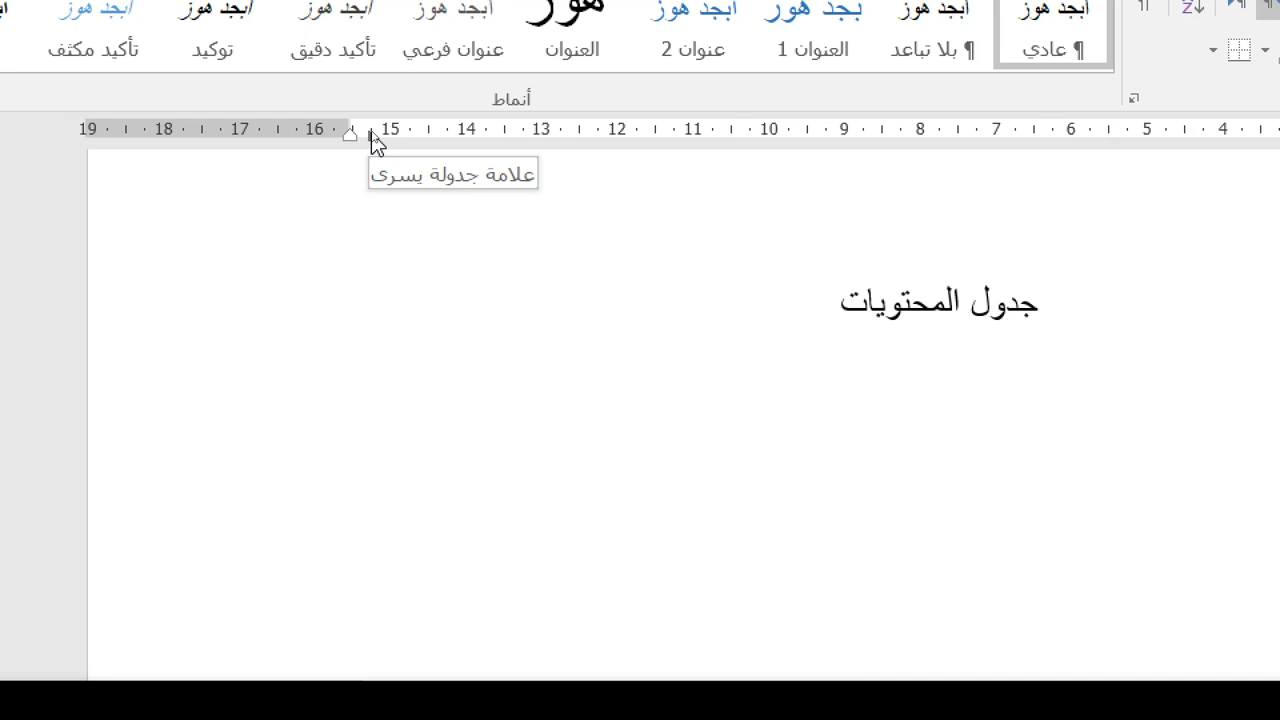 أبجد هوز أبجد هوز أبجد هوز أبجد هوز هوز أبجد هوز أبجد هوز أبجد هوز أبجد هوز
¶ عادي ¶ بلا تباعد العنوان 1 عنوان 2 العنوان عنوان فرعي تأكيد دقيق توكيد تأكيد مكثف
أنماط
19 18 17 16 15 14 13 12 11 10 9 8 7 6 5 4
علامة جدولة يسرى
جدول المحتويات